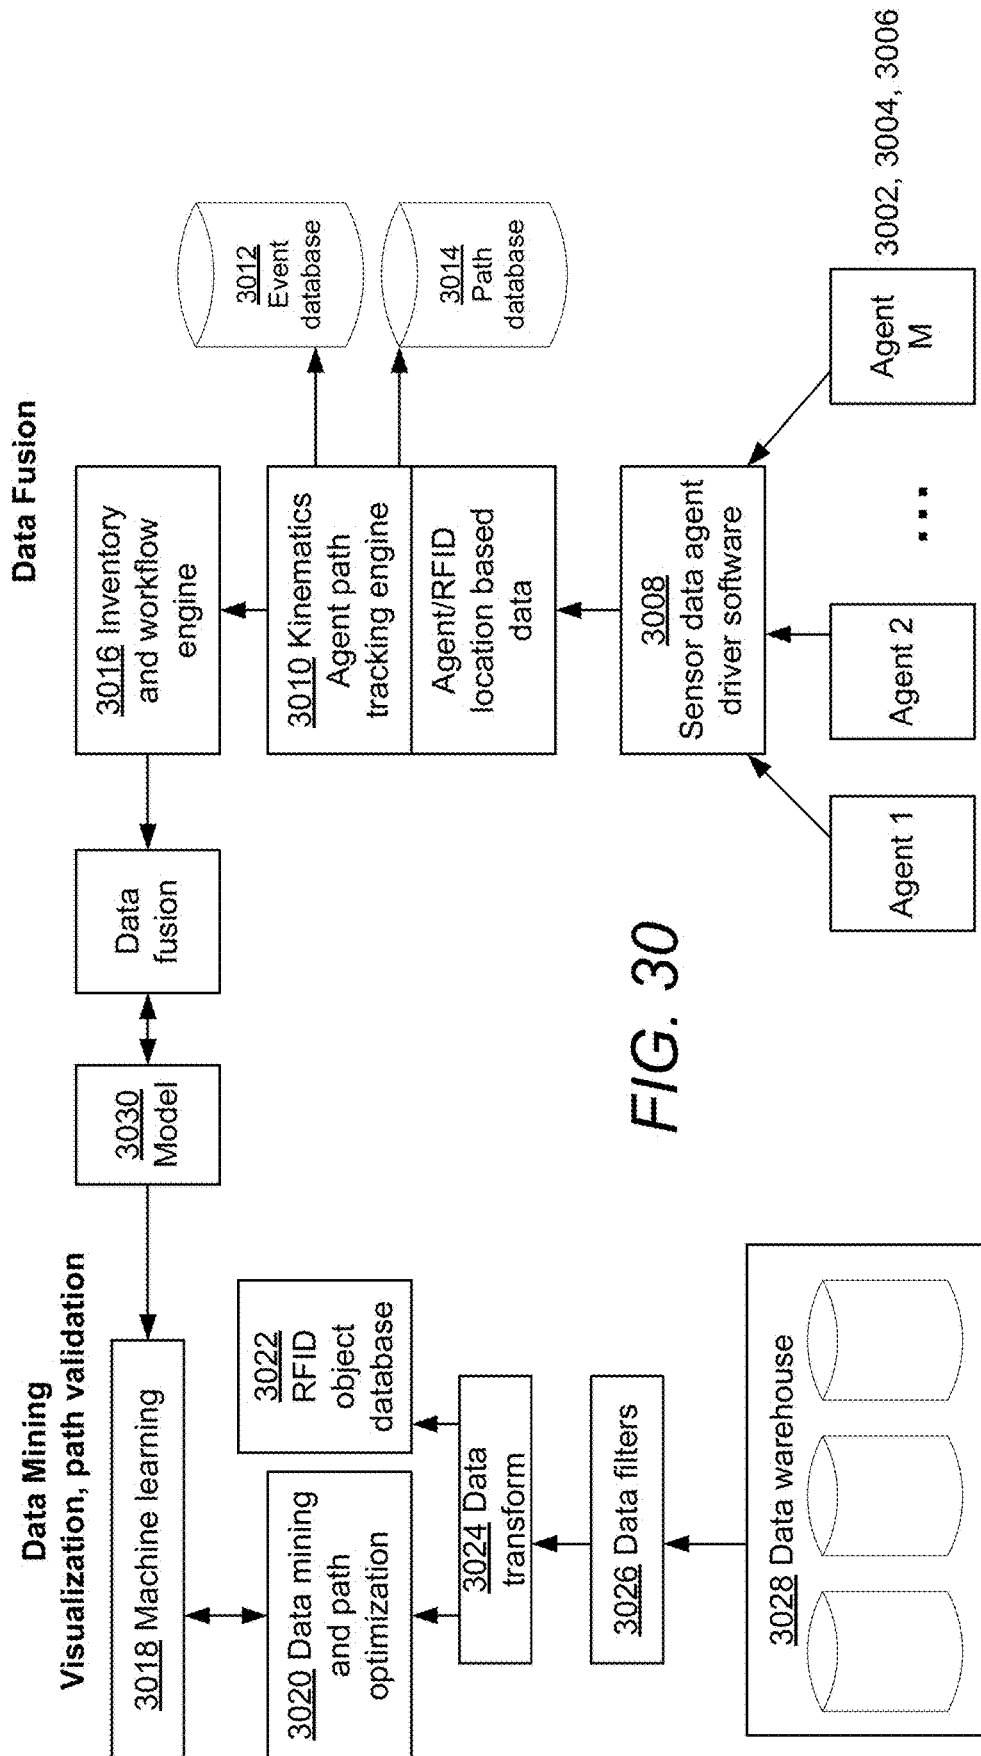 Data Mining
Visualization, path validation
Data Fusion
3018 Machine learning
3030
Model
Data
fusion
3016 Inventory
and workflow
engine
3020 Data mining
and path
optimization
3022
RFID
object
database
3010 Kinematics
Agent path
tracking engine
Agent/RFID
location based
data
3012
Event
database
3014
Path
database
3024 Data
transform
3026 Data filters
3008
Sensor data agent
driver software
3028 Data warehouse
Agent 1
Agent 2
...
Agent
M
3002, 3004, 3006
FIG. 30